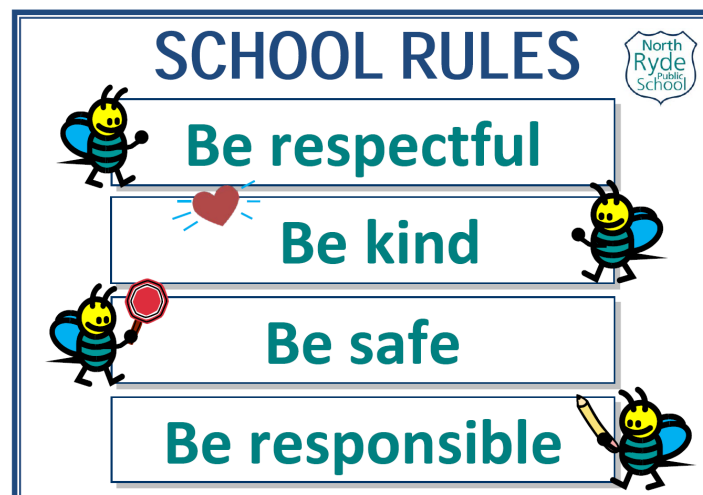 SCHOOL RULES
North
Ryde
Public
School
Be respectful
Be kind
Be safe
Be responsible